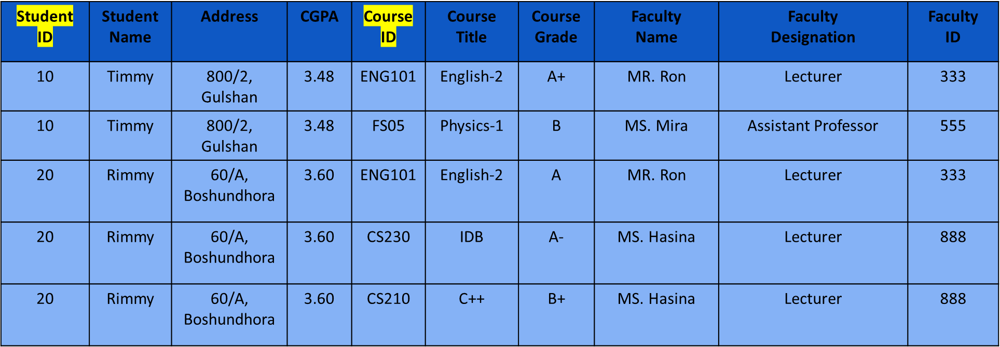 Student Student Address CGPA Course Course Course Faculty Faculty Faculty
ID Name ID Title Grade Name Designation ID
10 Timmy 800/2, 3.48 ENG101 English-2 A+ MR. Ron Lecturer 333
Gulshan
10 Timmy 800/2, 3.48 FS05 Physics-1 B MS. Mira Assistant Professor 555
Gulshan
20 Rimmy 60/A, 3.60 ENG101 English-2 A MR. Ron Lecturer 333
Boshundhora
20 Rimmy 60/A, 3.60 CS230 IDB A- MS. Hasina Lecturer 888
Boshundhora
20 Rimmy 60/A, 3.60 CS210 C++ B+ MS. Hasina Lecturer 888
Boshundhora